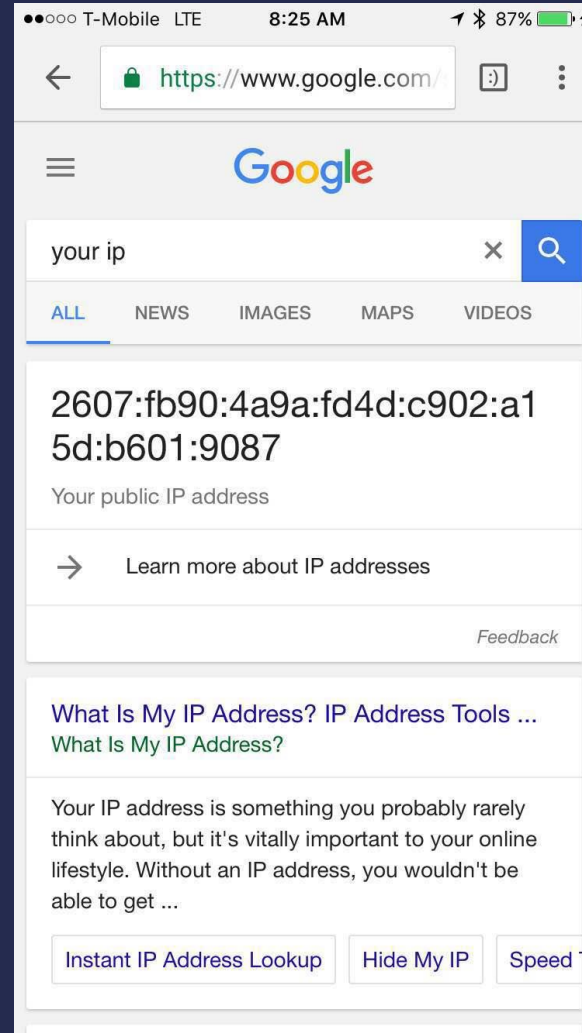 T-Mobile LTE 8:25 AM 87%
https://www.google.com/
Google
your ip
ALL NEWS IMAGES MAPS VIDEOS
2607:fb90:4a9a:fd4d:c902:a1
5d:b601:9087
Your public IP address
Learn more about IP addresses
Feedback
What Is My IP Address? IP Address Tools ...
What Is My IP Address?
Your IP address is something you probably rarely
think about, but it's vitally important to your online
lifestyle. Without an IP address, you wouldn't be
able to get ...
Instant IP Address Lookup Hide My IP Speed